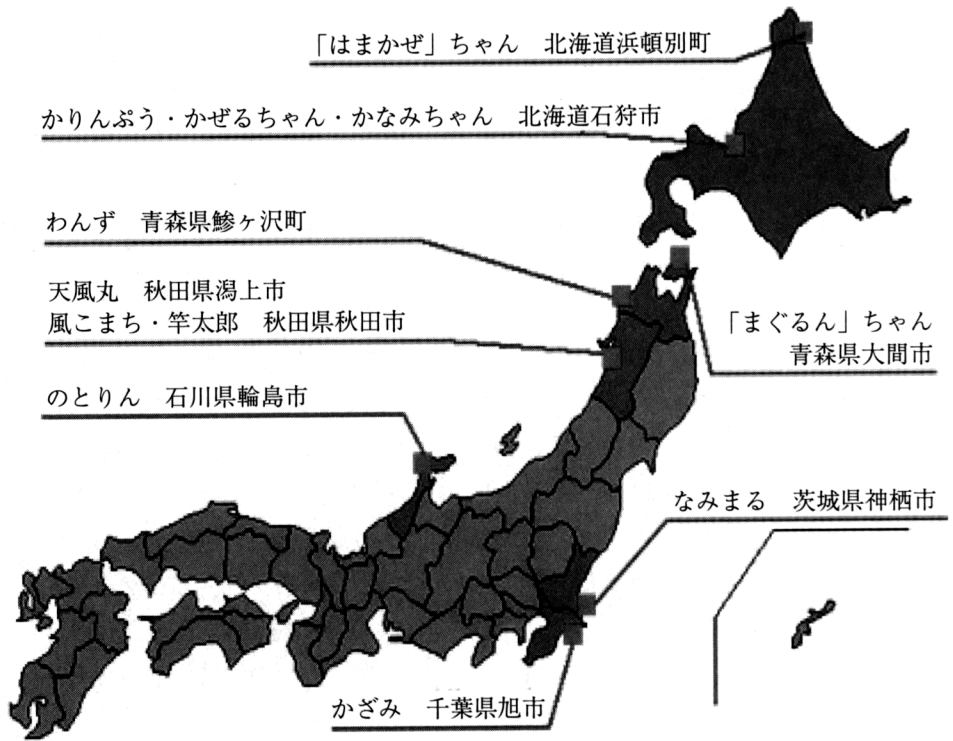 「はまかぜ」ちゃん　北海道浜頓別町
かりんぷう・かぜるちゃん・かなみちゃん　北海道石狩市
わんず　青森県鰺ヶ沢町
天風丸　秋田県潟上市
風こまち・竿太郎　秋田県秋田市
「まぐるん」ちゃん
青森県大間市
のとりん　石川県輪島市
なみまる　茨城県神栖市
かざみ　千葉県旭市